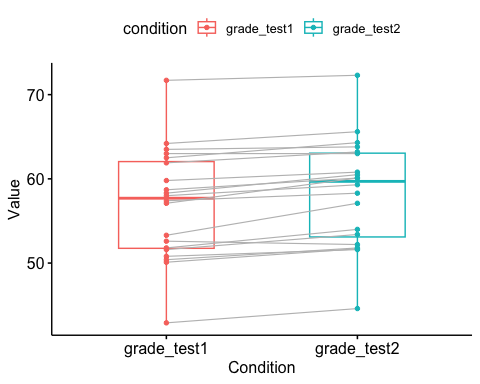 condition grade_test1 grade_test2
70
60
50
Value
grade_test1 grade_test2
Condition